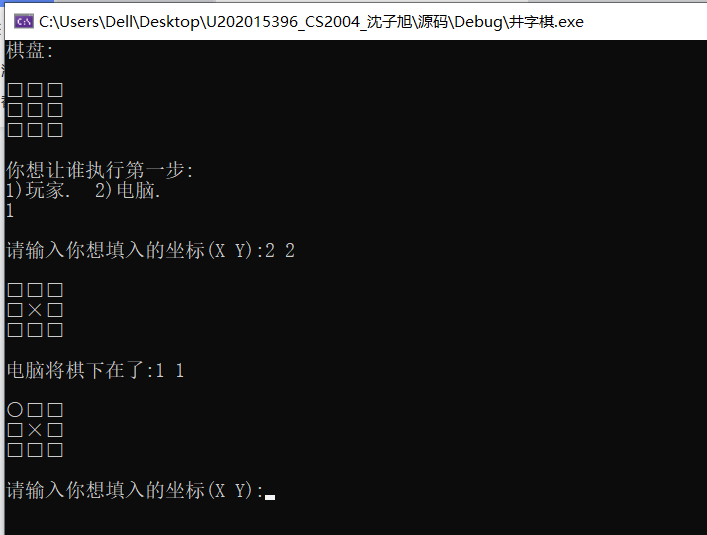 C:\Users\Dell\Desktop\U202015396_CS2004_沈子旭\源码\Debug\井字棋.exe
棋盘:
□□□
□□□
□□□
你想让谁执行第一步:
1)玩家.  2)电脑.
1
请输入你想填入的坐标(X Y):2 2
□□□
□×□
□□□
电脑将棋下在了:1 1
○□□
□×□
□□□
请输入你想填入的坐标(X Y):